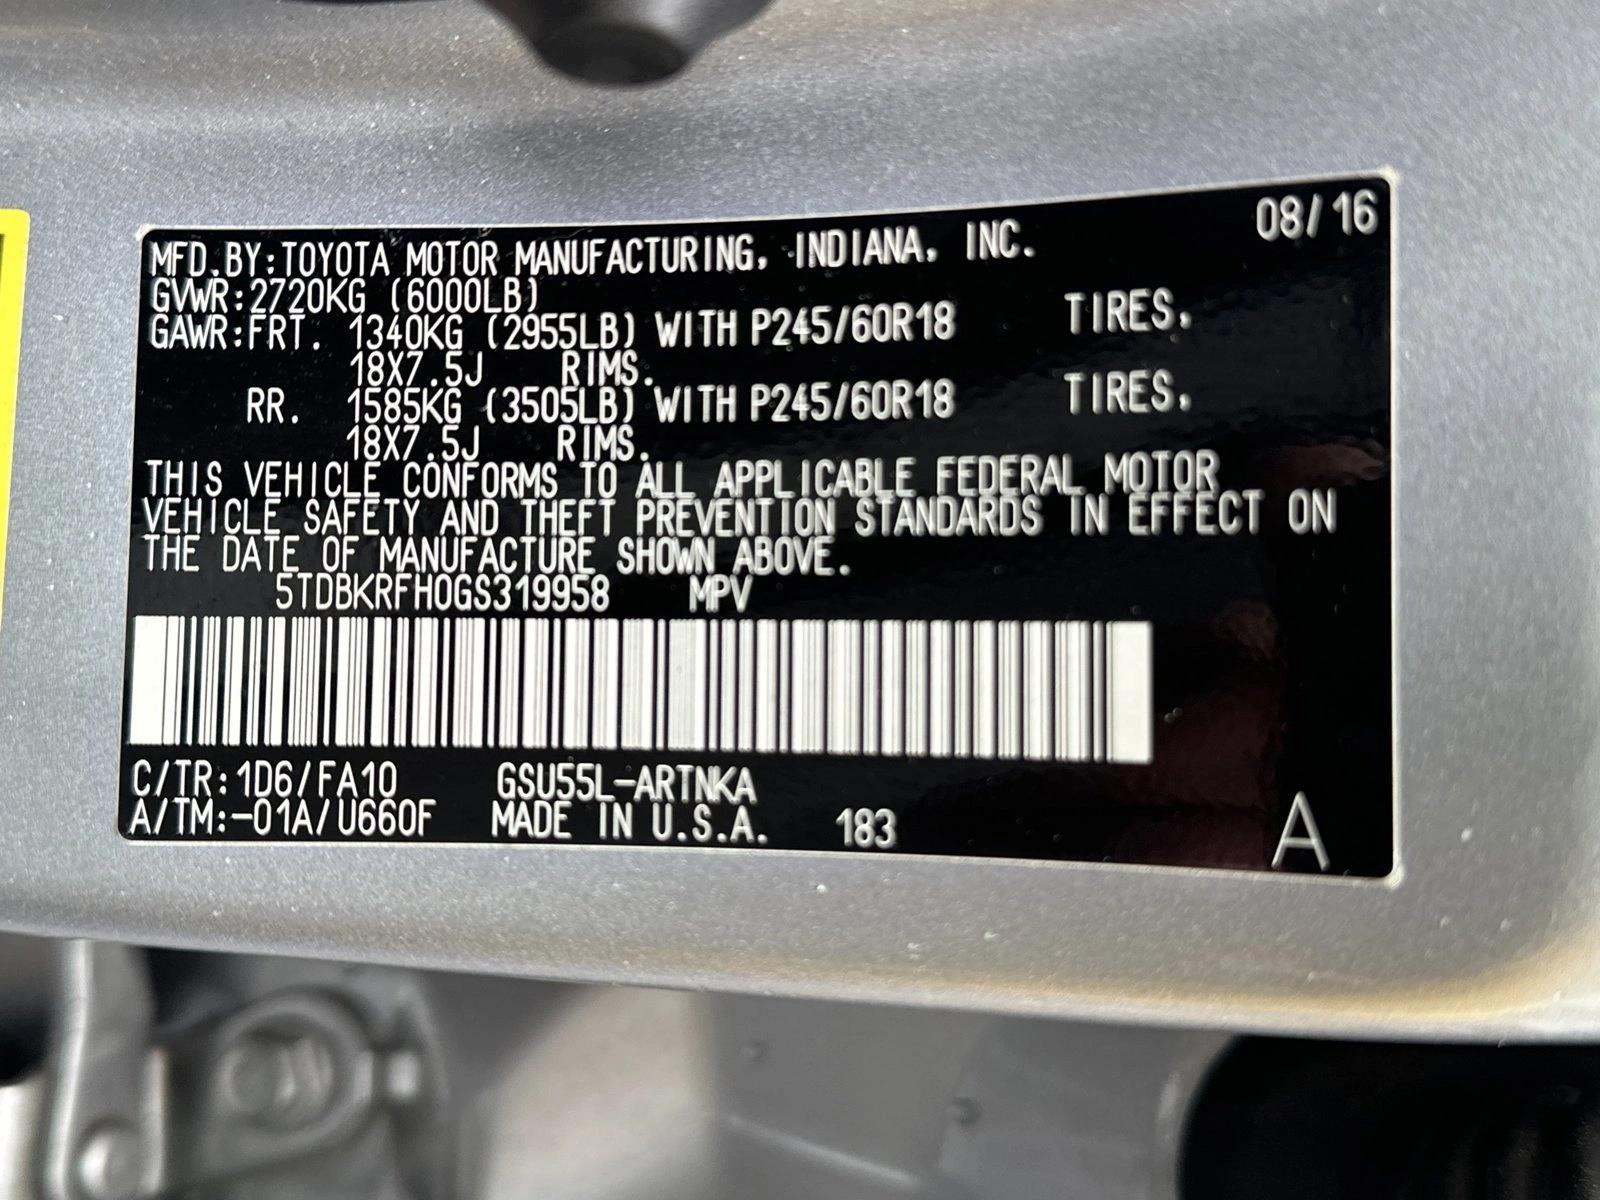 08/16
MFD.BY:TOYOTA MOTOR MANUFACTURING, INDIANA, INC.
GVWR:2720KG (6000LB)
GAWR:FRT. 1340KG (2955LB) WITH P245/60R18 TIRES,
18X7.5J RIMS.
RR. 1585KG (3505LB) WITH P245/60R18 TIRES,
18X7.5J RIMS.
THIS VEHICLE CONFORMS TO ALL APPLICABLE FEDERAL MOTOR
VEHICLE SAFETY AND THEFT PREVENTION STANDARDS IN EFFECT ON
THE DATE OF MANUFACTURE SHOWN ABOVE.
5TDBKRFH0GS319958 MPV
C/TR:1D6/FA10 GSU55L-ARTNKA
A/TM:-01A/U660F MADE IN U.S.A. 183
A